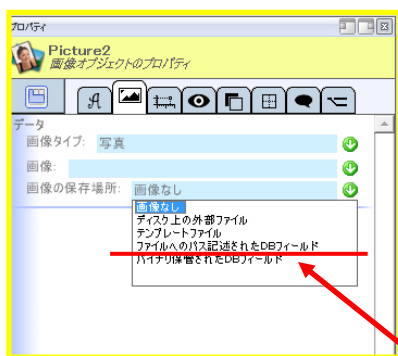 プロパティ
Picture2
画像オブジェクトのプロパティ
データ
画像タイプ: 写真
画像:
画像の保存場所: 画像なし
画像なし
ディスク上の外部ファイル
テンプレートファイル
ファイルへのパス記述されたDBフィールド
バイナリ保管されたDBフィールド